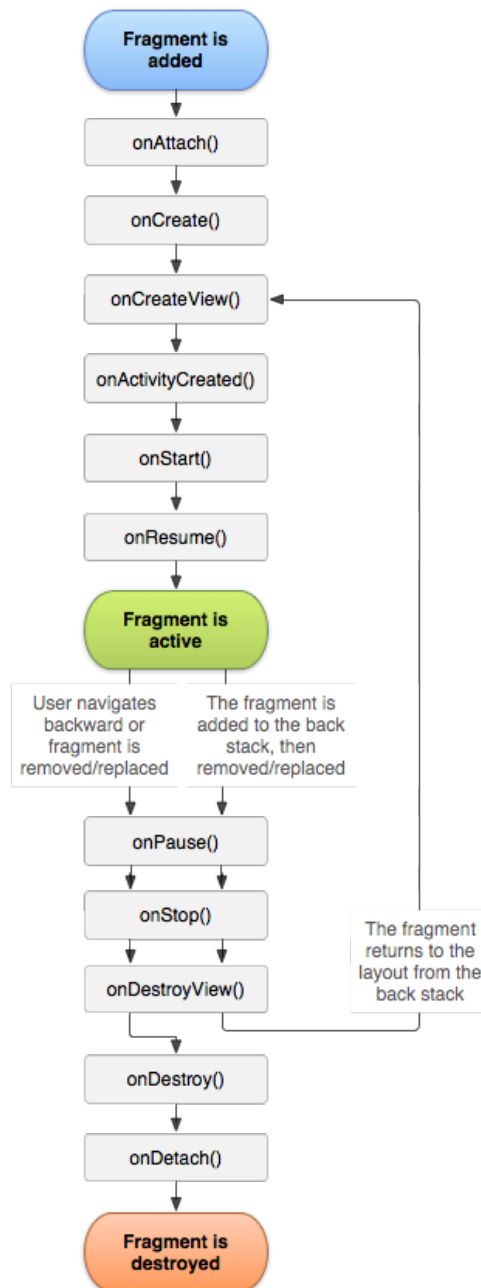 Fragment is
added
onAttach()
onCreate()
onCreateView()
onActivityCreated()
onStart()
onResume()
Fragment is
active
User navigates
backward or
fragment is
removed/replaced
The fragment is
added to the back
stack, then
removed/replaced
onPause()
onStop()
onDestroyView()
The fragment
returns to the
layout from the
back stack
onDestroy()
onDetach()
Fragment is
destroyed